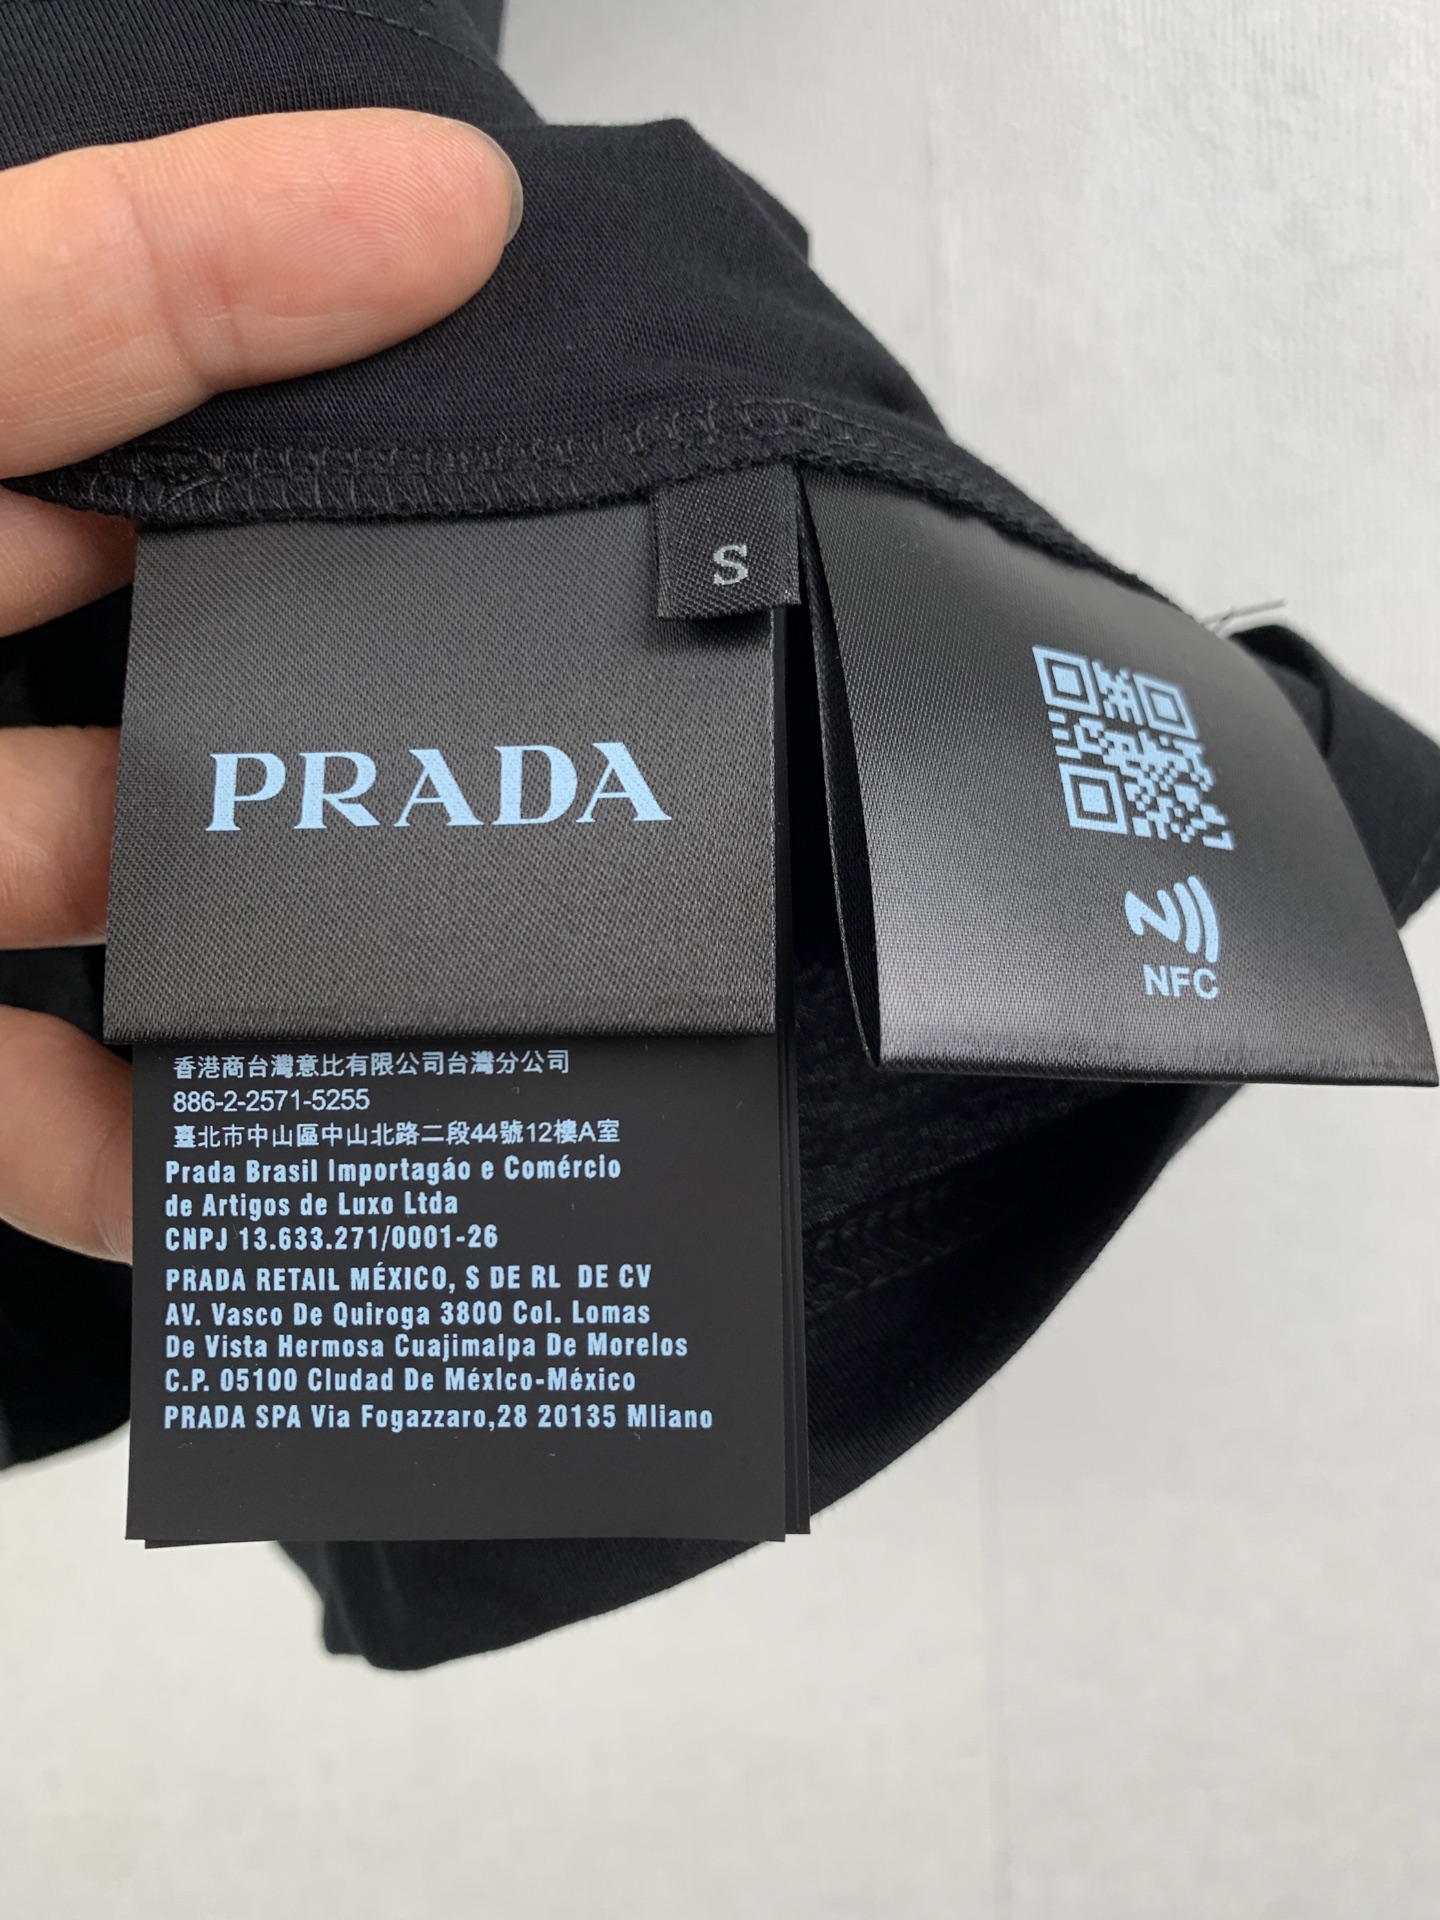 S
PRADA
NFC
香港商台灣意比有限公司台灣分公司
886-2-2571-5255
臺北市中山區中山北路二段44號12樓A室
Prada Brasil Importagáo e Comércio
de Artigos de Luxo Ltda
CNPJ 13.633.271/0001-26
PRADA RETAIL MÉXICO, S DE RL DE CV
AV. Vasco De Quiroga 3800 Col. Lomas
De Vista Hermosa Cuajimalpa De Morelos
C.P. 05100 Cludad De Méxlco-México
PRADA SPA Via Fogazzaro,28 20135 Mliano